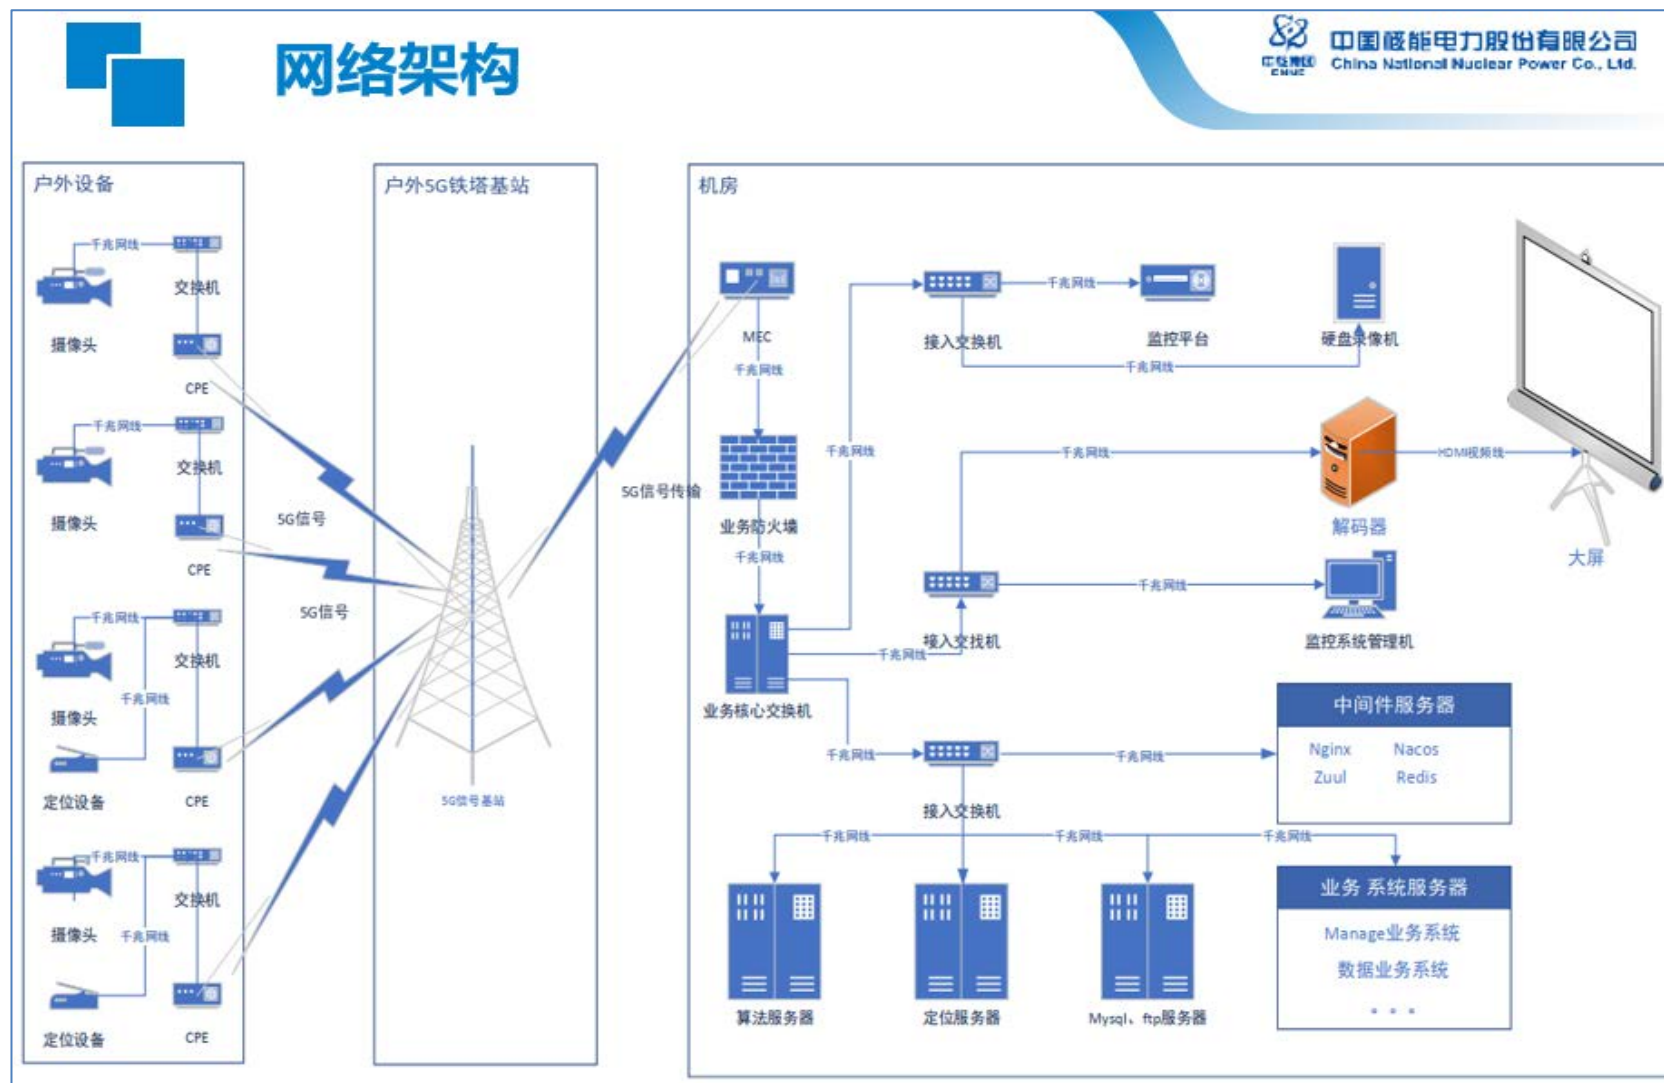 网络架构
中国核能电力股份有限公司
中核集团
CNNC
China National Nuclear Power Co., Ltd.
户外设备
千兆网线
交换机
摄像头
CPE
千兆网线
交换机
摄像头
CPE
千兆网线
交换机
千兆网线
摄像头
定位设备
CPE
千兆网线
交换机
摄像头
千兆网线
定位设备
CPE
5G信号
5G信号
户外5G铁塔基站
5G信号基站
5G信号传输
机房
MEC
千兆网线
业务防火墙
千兆网线
业务核心交换机
千兆网线
接入交换机
千兆网线
监控平台
千兆网线
硬盘录像机
千兆网线
接入交找机
千兆网线
解码器
HDMI视频线
大屏
千兆网线
监控系统管理机
千兆网线
接入交换机
千兆网线
中间件服务器
Nginx Nacos
Zuul Redis
千兆网线
千兆网线
千兆网线
算法服务器
定位服务器
Mysql、ftp服务器
业务 系统服务器
Manage业务系统
数据业务系统
• • •